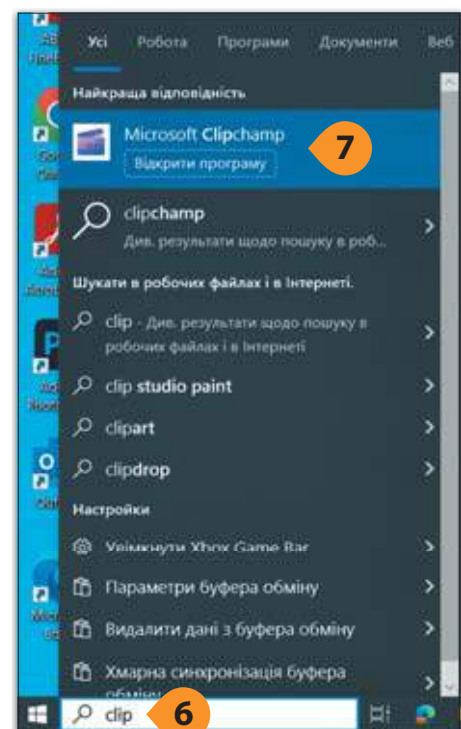 Усі Робота Програми Документи Веб
Найкраща відповідність
Microsoft Clipchamp
Відкрити програму
7
clipchamp
Див. результати щодо пошуку в роб...
Шукати в робочих файлах і в Інтернеті.
clip - Див. результати щодо пошуку в
робочих файлах і в Інтернеті
clip studio paint
clipart
clipdrop
Настройки
Увімкнути Xbox Game Bar
Параметри буфера обміну
Видалити дані з буфера обміну
Хмарна синхронізація буфера
обміну
clip
6